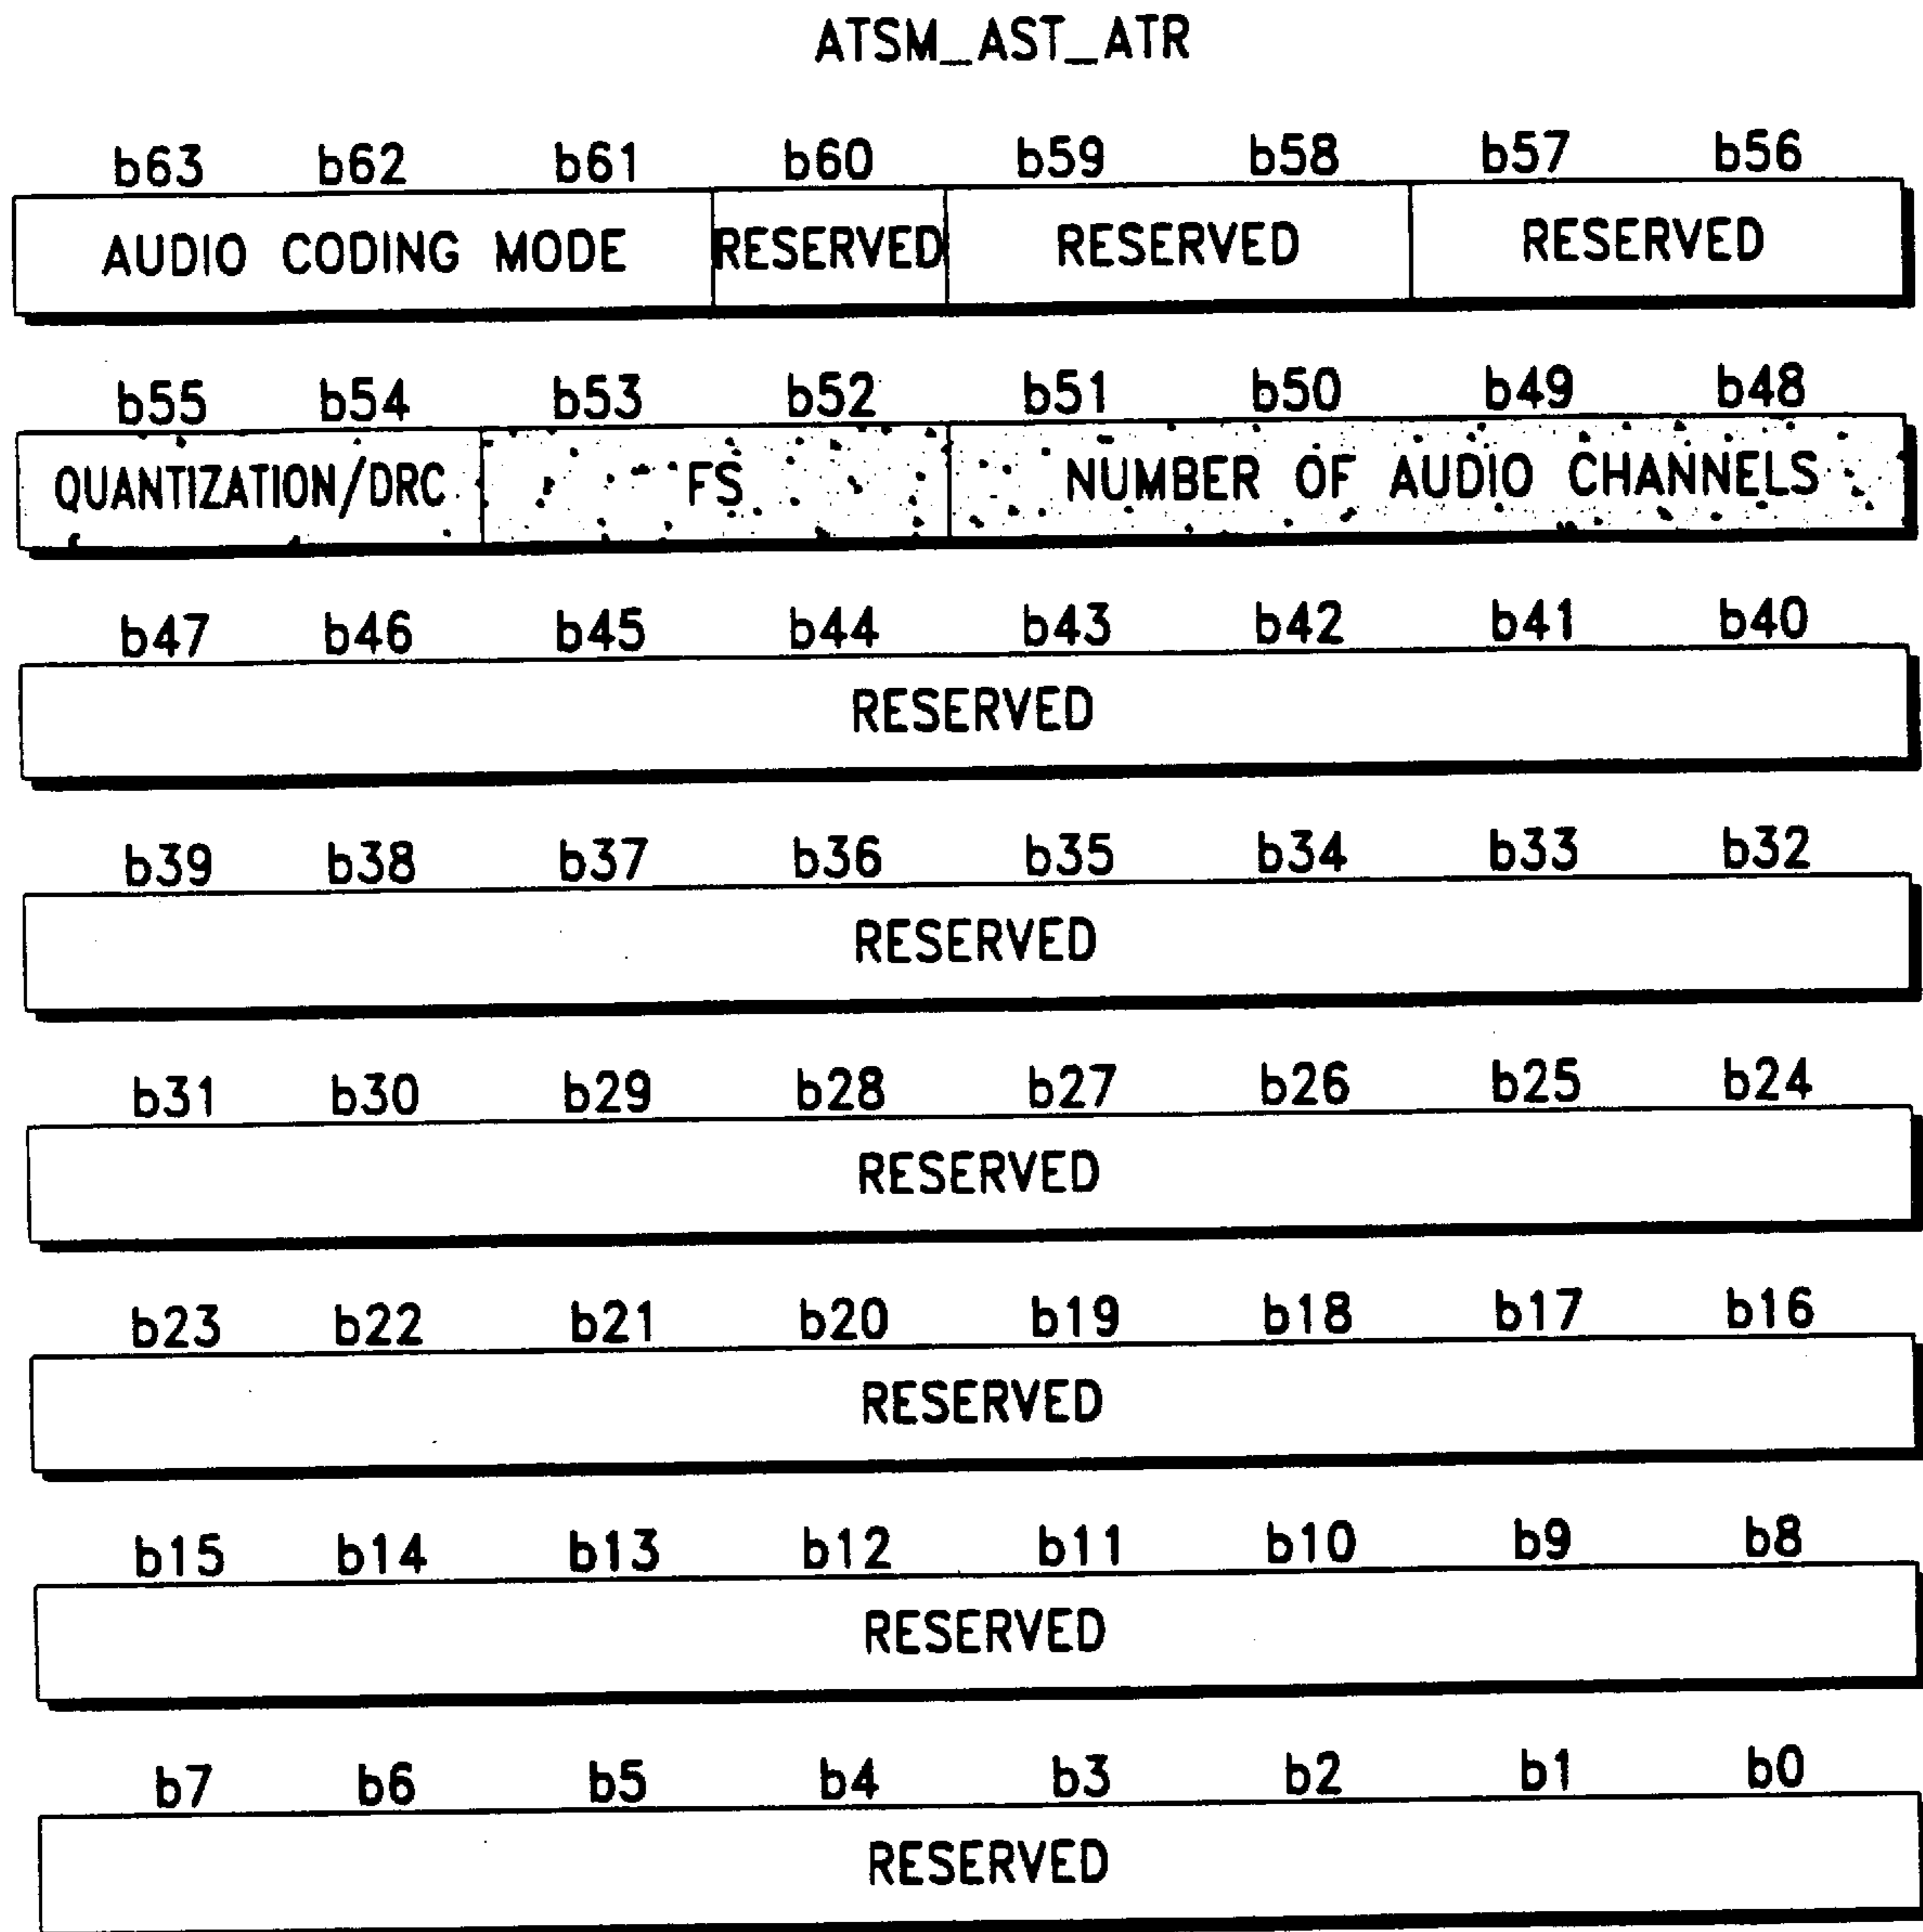 ATSM_AST_ATR
b63 b62 b61 b60 b59 b58 b57 b56
AUDIO CODING MODE RESERVED RESERVED RESERVED
b55 b54 b53 b52 b51 b50 b49 b48
QUANTIZATION/DRC FS NUMBER OF AUDIO CHANNELS
b47 b46 b45 b44 b43 b42 b41 b40
RESERVED
b39 b38 b37 b36 b35 b34 b33 b32
RESERVED
b31 b30 b29 b28 b27 b26 b25 b24
RESERVED
b23 b22 b21 b20 b19 b18 b17 b16
RESERVED
b15 b14 b13 b12 b11 b10 b9 b8
RESERVED
b7 b6 b5 b4 b3 b2 b1 b0
RESERVED